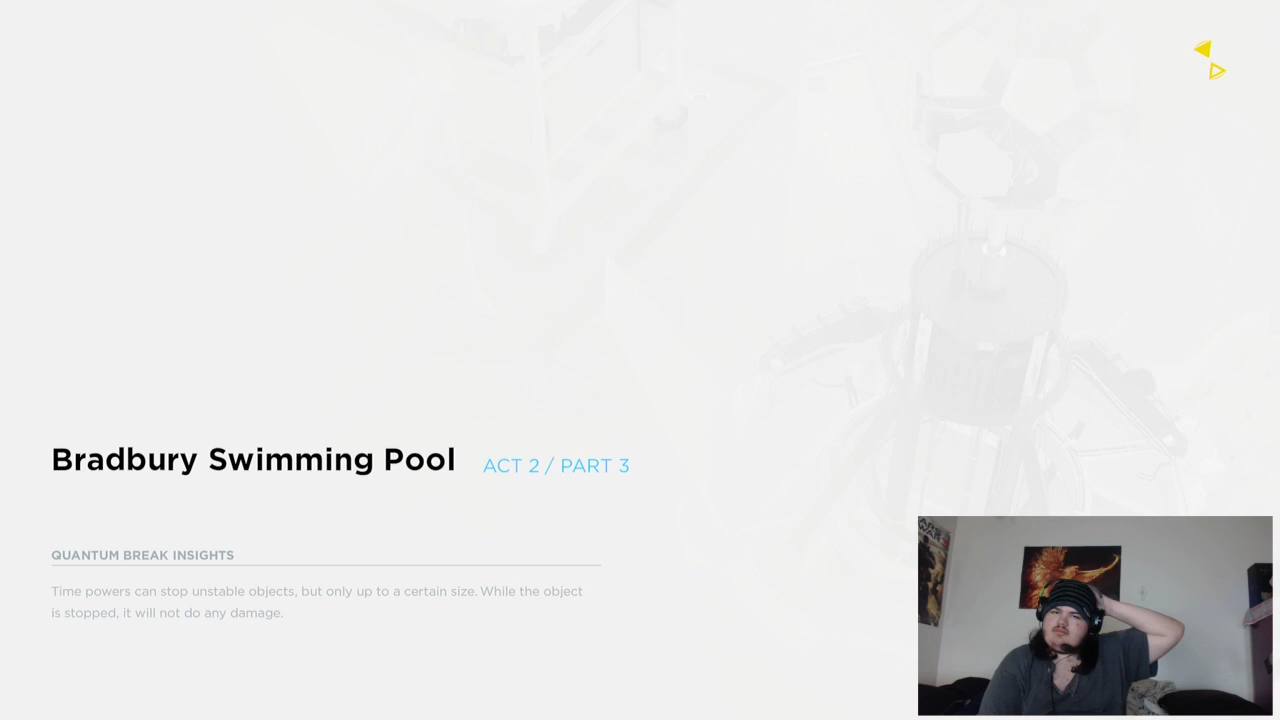 Bradbury Swimming Pool ACT 2 / PART 3
QUANTUM BREAK INSIGHTS
Time powers can stop unstable objects, but only up to a certain size. While the object
is stopped, it will not do any damage.